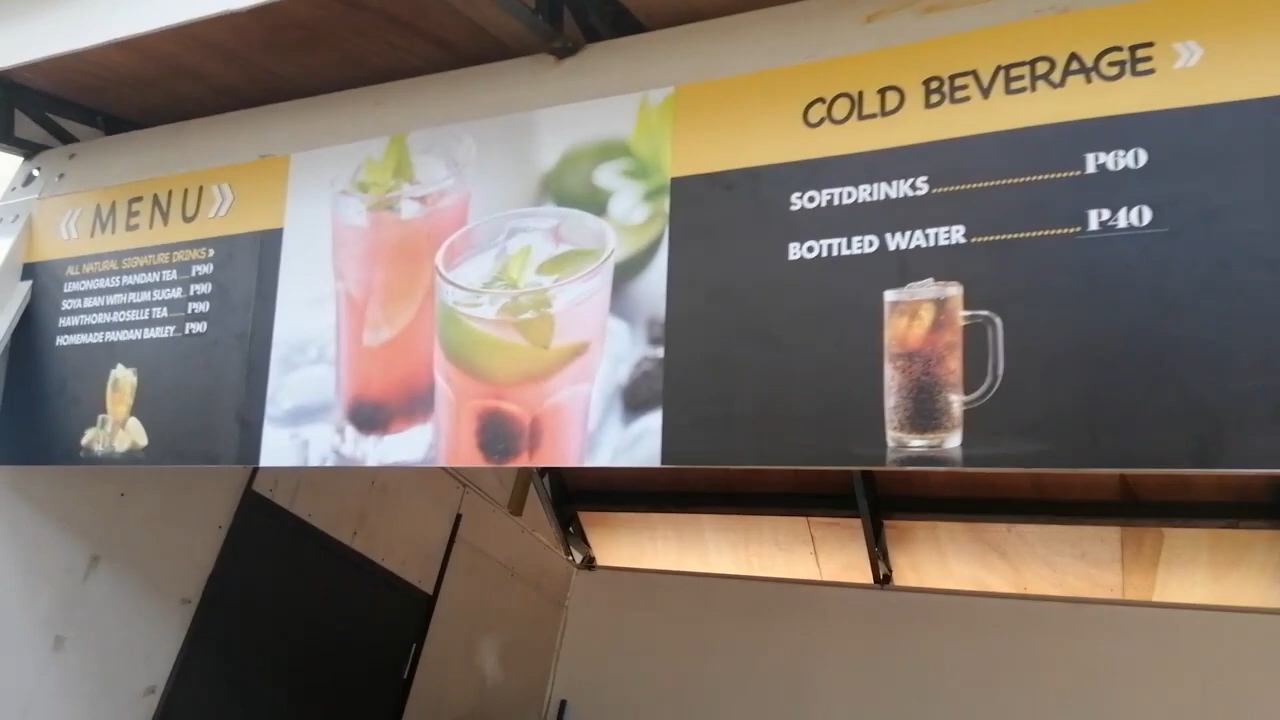 « MENU »
ALL NATURAL SIGNATURE DRINKS »
LEMONGRASS PANDAN TEA .... P90
SOYA BEAN WITH PLUM SUGAR.. P90
HAWTHORN-ROSELLE TEA ........ P90
HOMEMADE PANDAN BARLEY.... P90
COLD BEVERAGE »
SOFTDRINKS ........................ P60
BOTTLED WATER ................. P40